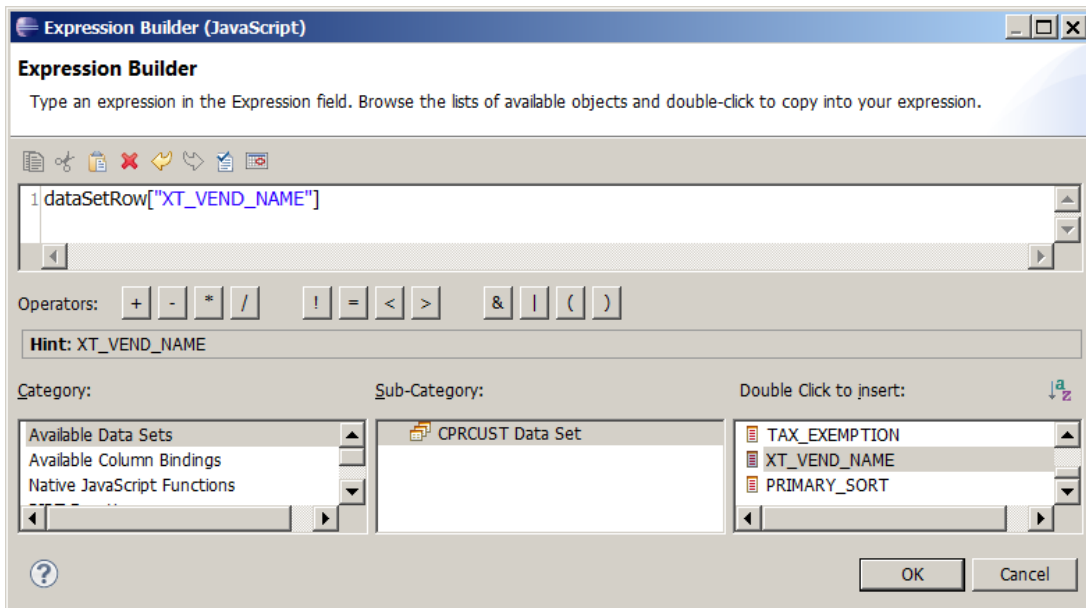 Expression Builder (JavaScript)
Expression Builder
Type an expression in the Expression field. Browse the lists of available objects and double-click to copy into your expression.
1 dataSetRow["XT_VEND_NAME"]
Operators: + - * / ! = < > & | ( )
Hint: XT_VEND_NAME
Category: Sub-Category: Double Click to insert:
Available Data Sets CPRCUST Data Set TAX_EXEMPTION
Available Column Bindings XT_VEND_NAME
Native JavaScript Functions PRIMARY_SORT
OK Cancel